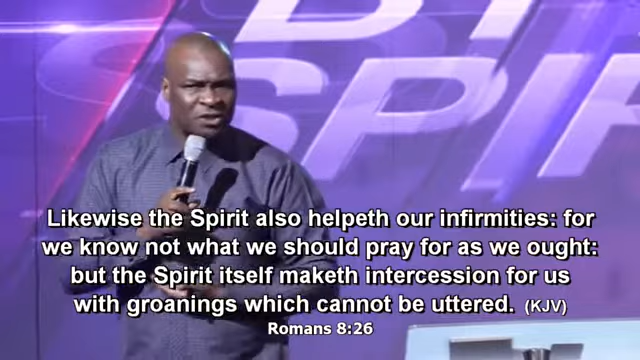 SPIR
Likewise the Spirit also helpeth our infirmities: for
we know not what we should pray for as we ought:
but the Spirit itself maketh intercession for us
with groanings which cannot be uttered. (KJV)
Romans 8:26